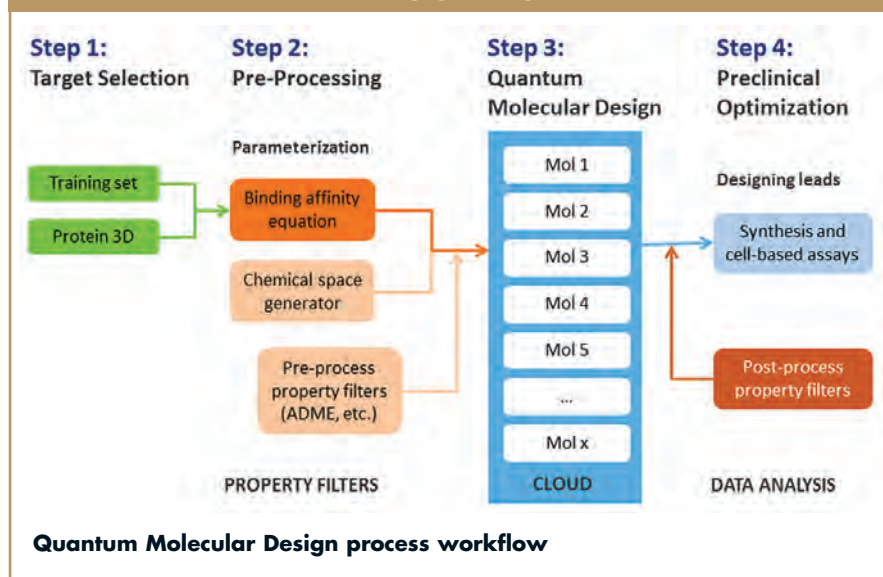 Step 1:
Target Selection
Step 2:
Pre-Processing
Step 3:
Quantum
Molecular Design
Step 4:
Preclinical
Optimization
Parameterization
Designing leads
Training set
Protein 3D
Binding affinity
equation
Chemical space
generator
Pre-process
property filters
(ADME, etc.)
Mol 1
Mol 2
Mol 3
Mol 4
Mol 5
...
Mol x
Synthesis and
cell-based assays
Post-process
property filters
PROPERTY FILTERS
CLOUD
DATA ANALYSIS
Quantum Molecular Design process workflow